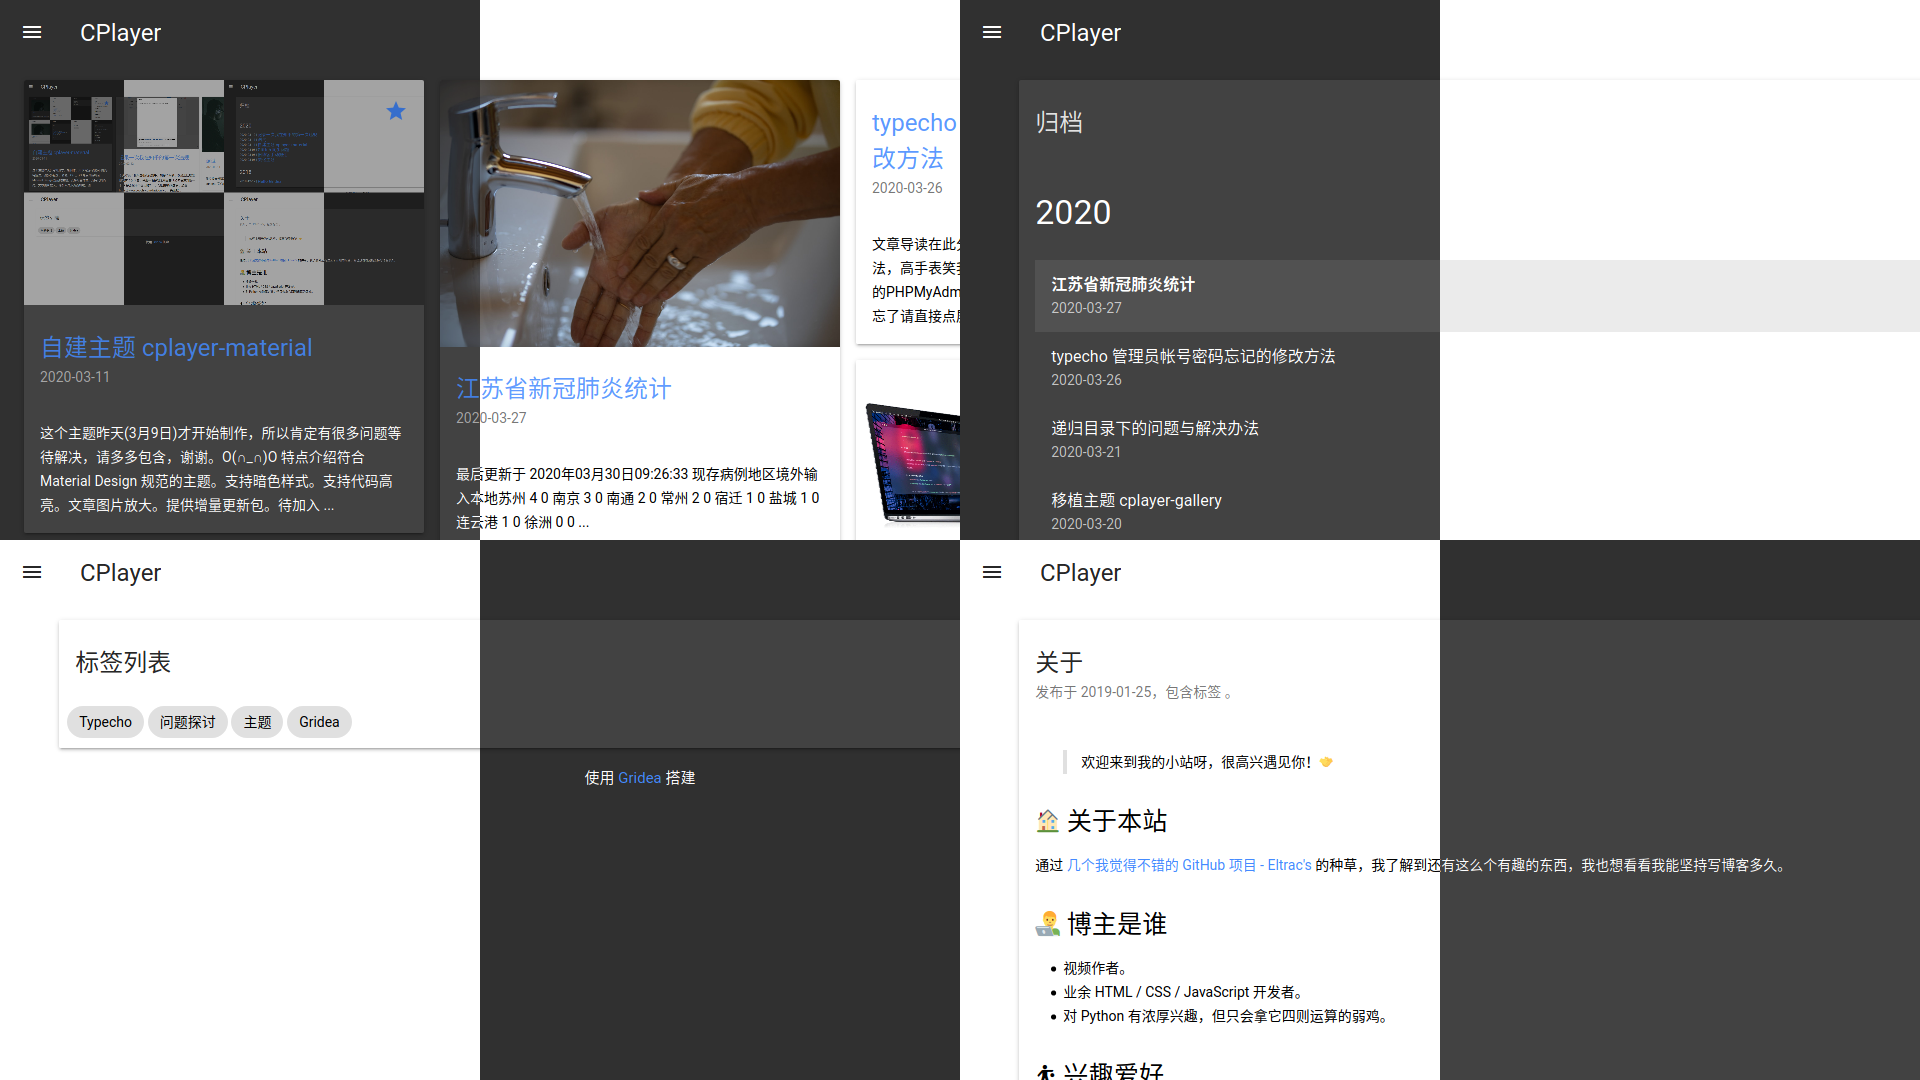 CPlayer
自建主题 cplayer-material
2020-03-11
这个主题昨天(3月9日)才开始制作，所以肯定有很多问题等
待解决，请多多包含，谢谢。O(∩_∩)O 特点介绍符合
Material Design 规范的主题。支持暗色样式。支持代码高
亮。文章图片放大。提供增量更新包。待加入 ...
江苏省新冠肺炎统计
2020-03-27
最后更新于 2020年03月30日09:26:33 现存病例地区境外输
入本地苏州 4 0 南京 3 0 南通 2 0 常州 2 0 宿迁 1 0 盐城 1 0
连云港 1 0 徐洲 0 0 ...
typecho
改方法
2020-03-26
文章导读在此
法，高手表笑
的PHPMyAdm
忘了请直接点
CPlayer
归档
2020
江苏省新冠肺炎统计
2020-03-27
typecho 管理员帐号密码忘记的修改方法
2020-03-26
递归目录下的问题与解决办法
2020-03-21
移植主题 cplayer-gallery
2020-03-20
CPlayer
标签列表
Typecho 问题探讨 主题 Gridea
使用 Gridea 搭建
CPlayer
关于
发布于 2019-01-25，包含标签 。
欢迎来到我的小站呀，很高兴遇见你！🤝
🏠 关于本站
通过 几个我觉得不错的 GitHub 项目 - Eltrac's 的种草，我了解到还有这么个有趣的东西，我也想看看我能坚持写博客多久。
👨‍💻 博主是谁
• 视频作者。
• 业余 HTML / CSS / JavaScript 开发者。
• 对 Python 有浓厚兴趣，但只会拿它四则运算的弱鸡。
⛹ 兴趣爱好